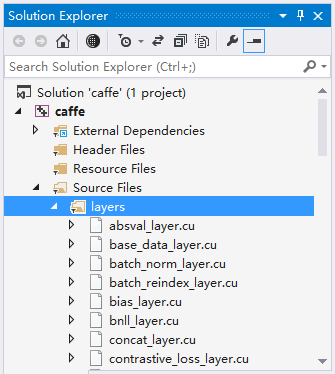 Solution Explorer
Search Solution Explorer (Ctrl+;)
Solution 'caffe' (1 project)
caffe
External Dependencies
Header Files
Resource Files
Source Files
layers
absval_layer.cu
base_data_layer.cu
batch_norm_layer.cu
batch_reindex_layer.cu
bias_layer.cu
bnll_layer.cu
concat_layer.cu
contrastive_loss_layer.cu